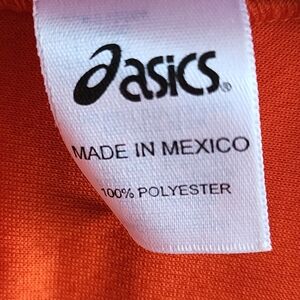 asics®
MADE IN MEXICO
100% POLYESTER